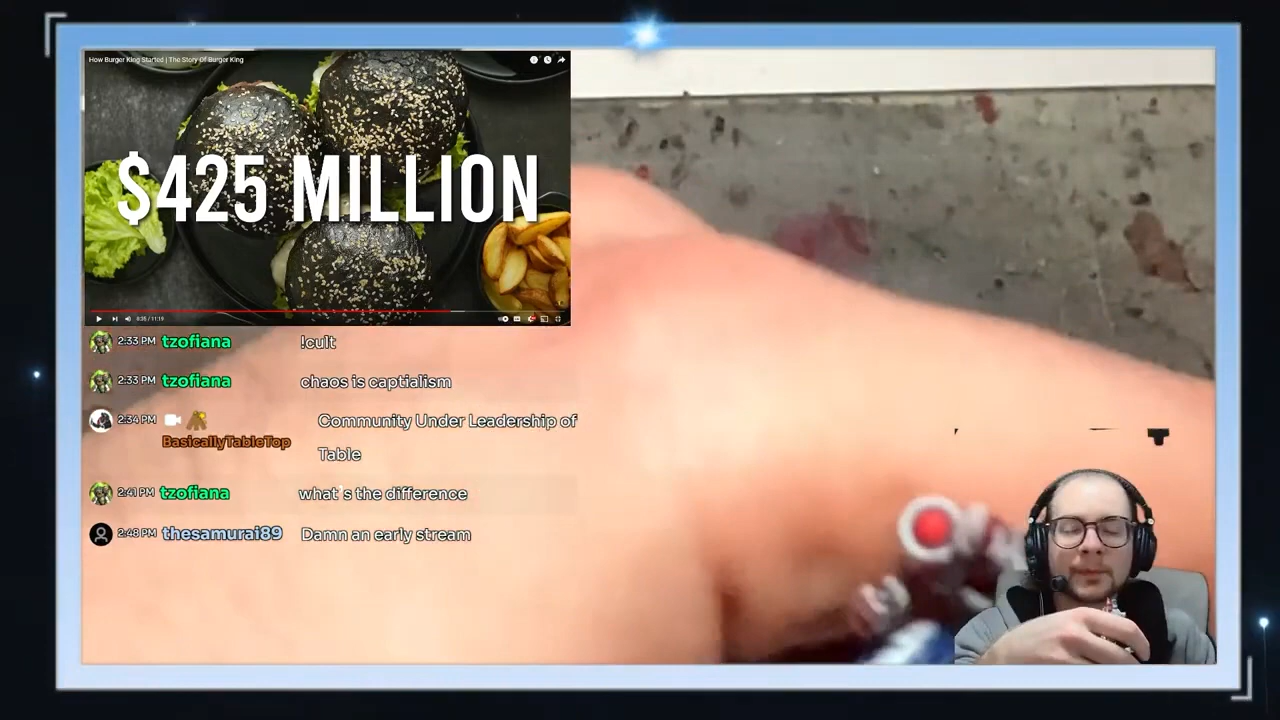 How Burger King Started | The Story Of Burger King
$425 MILLION
2:33 PM tzofiana !cult
2:33 PM tzofiana chaos is captialism
2:34 PM BasicallyTableTop Community Under Leadership of
Table
2:41 PM tzofiana what's the difference
2:48 PM thesamurai89 Damn an early stream